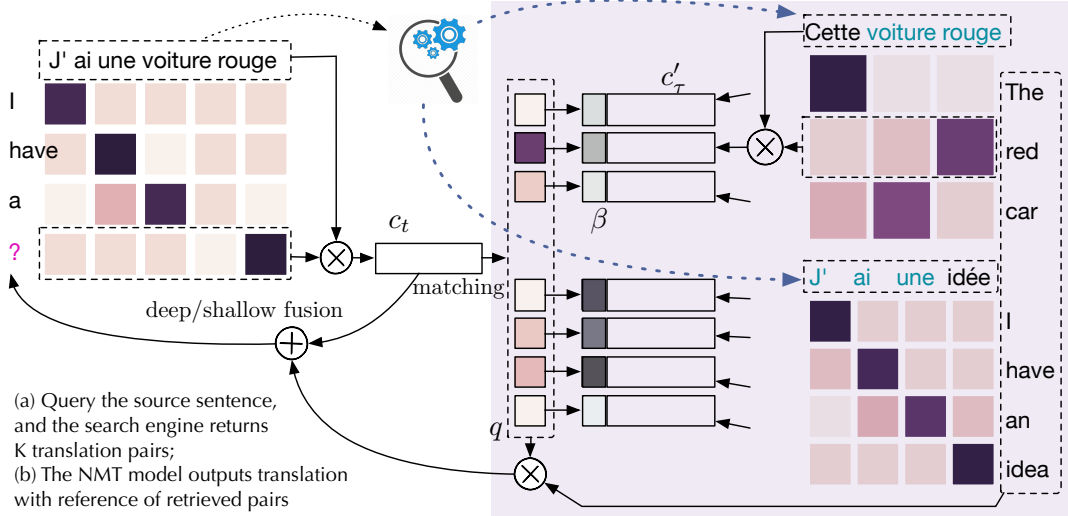 J' ai une voiture rouge
I
have
a
?
c_t
matching
deep/shallow fusion
(a) Query the source sentence,
and the search engine returns
K translation pairs;
(b) The NMT model outputs translation
with reference of retrieved pairs
c'_τ
β
q
Cette voiture rouge
The
red
car
J' ai une idée
I
have
an
idea